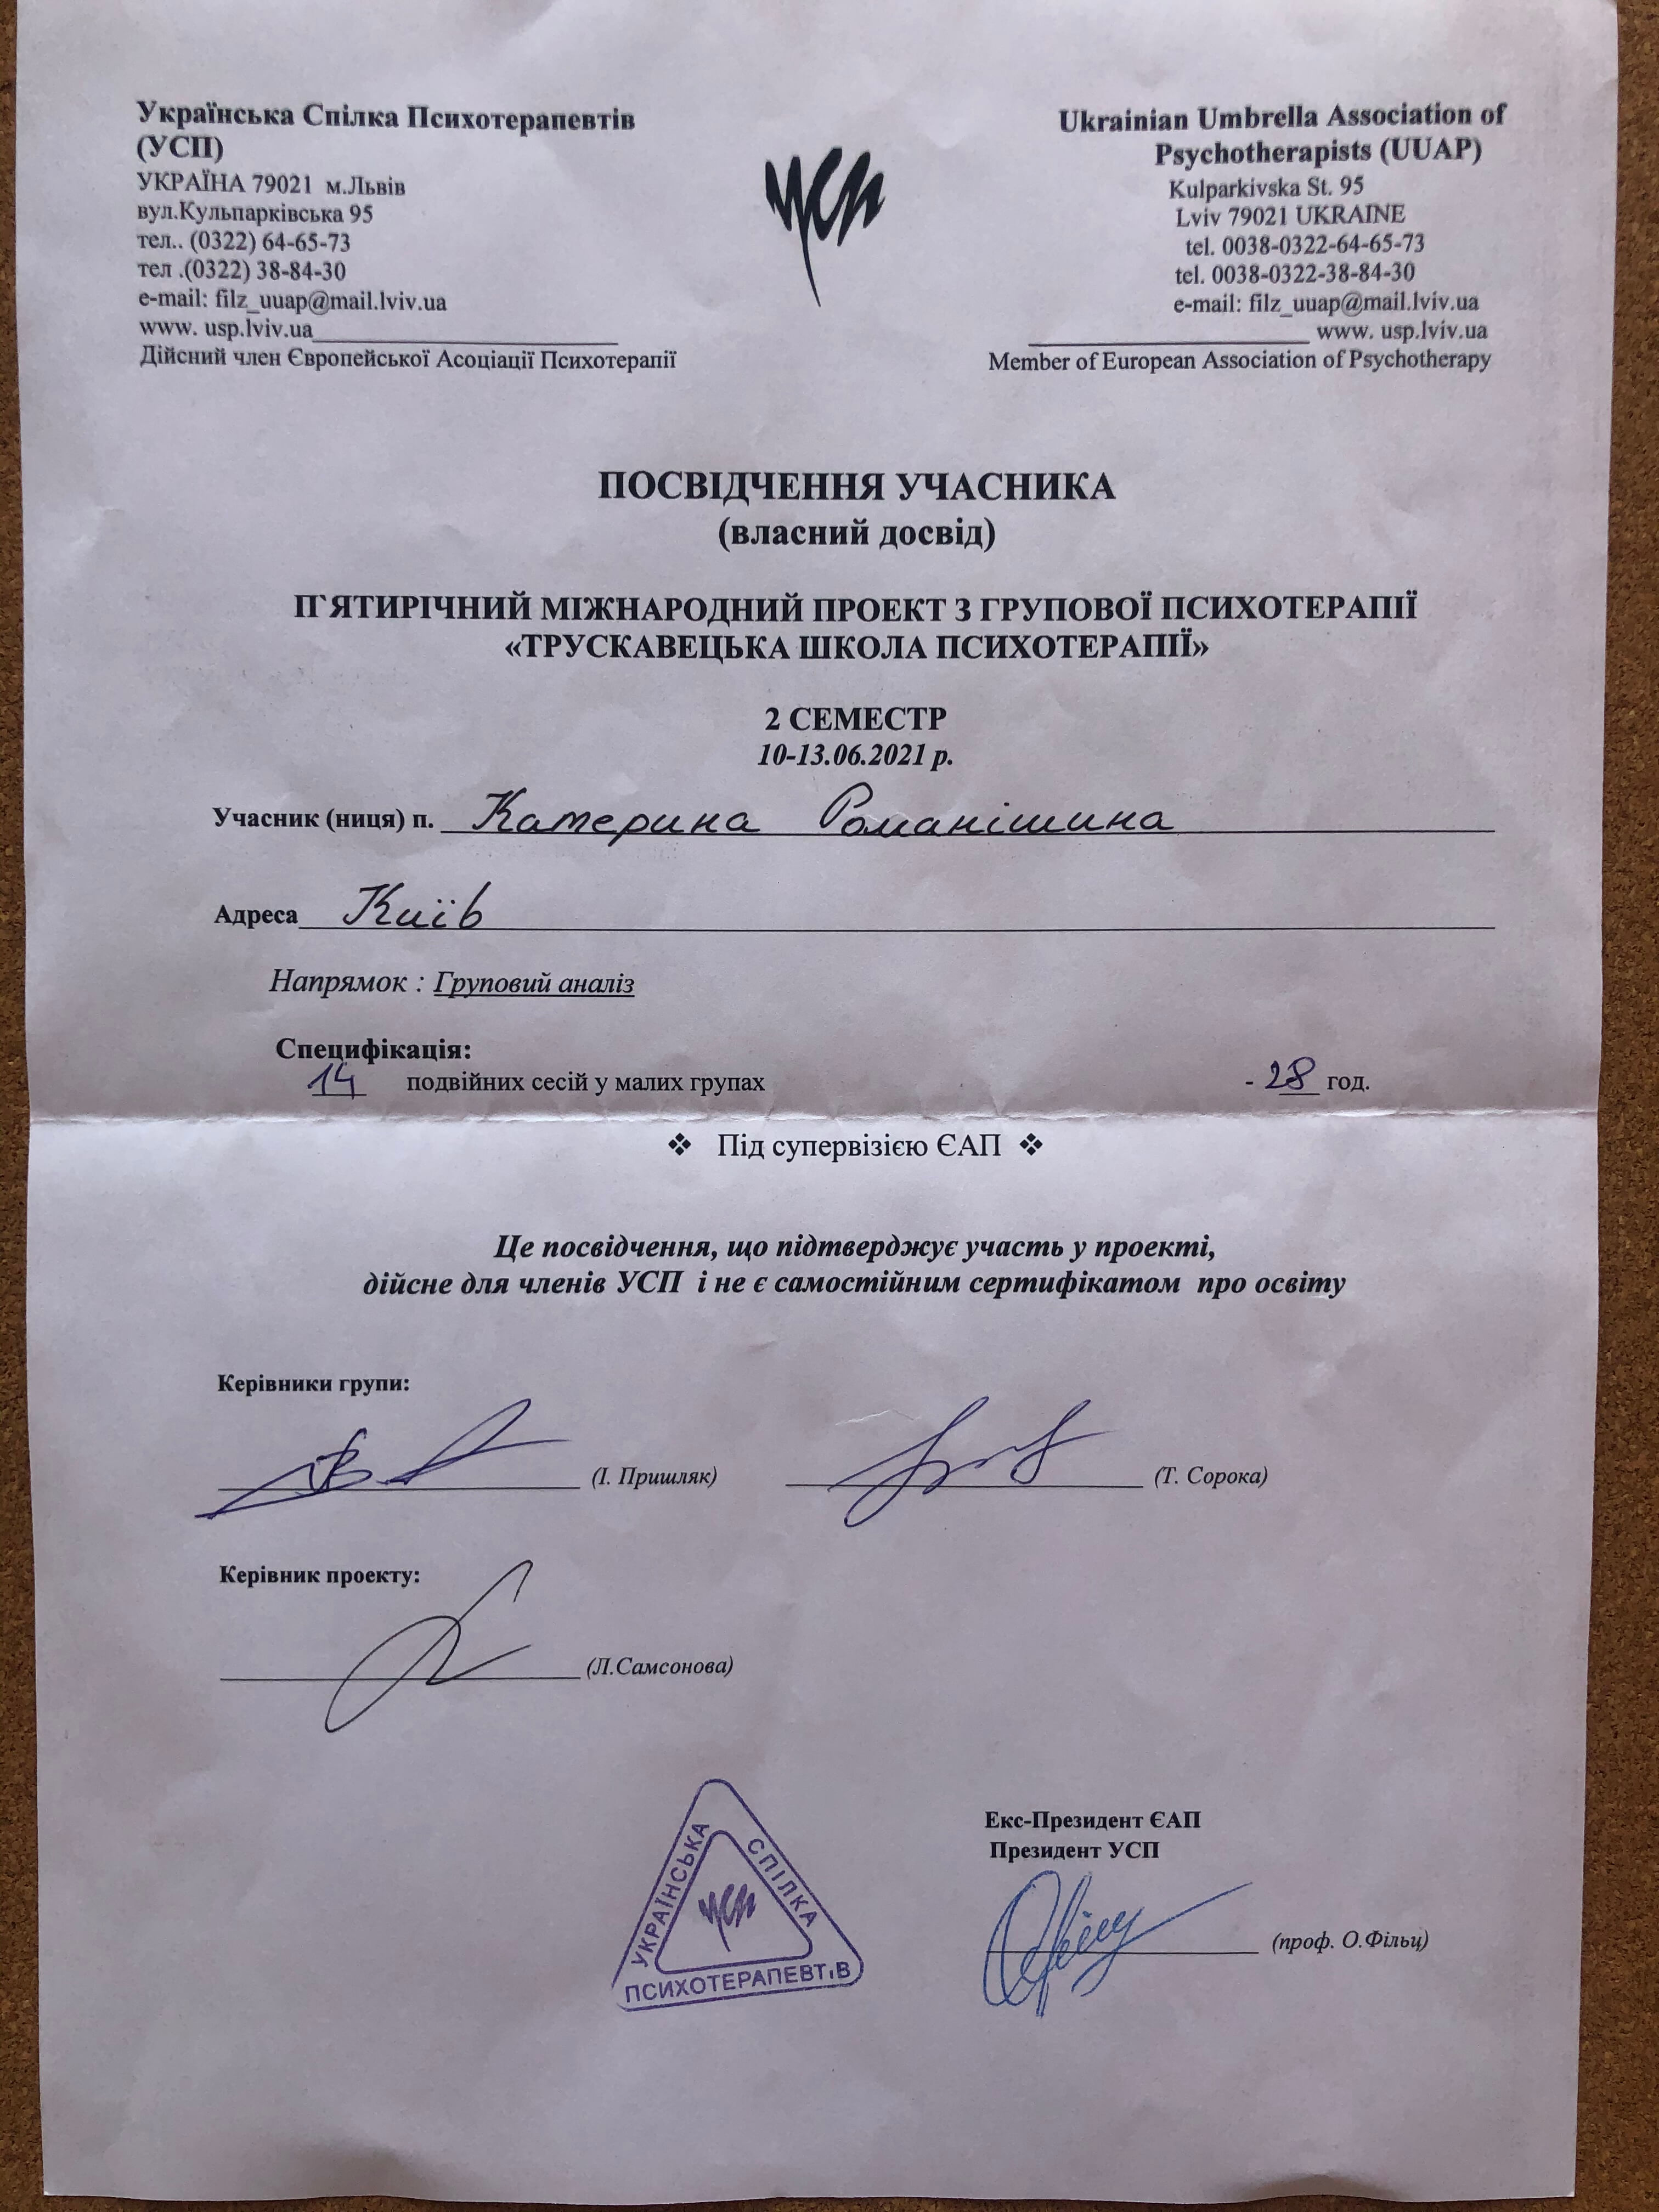 Українська Спілка Психотерапевтів
(УСП)
УКРАЇНА 79021 м.Львів
вул.Кульпарківська 95
тел.. (0322) 64-65-73
тел .(0322) 38-84-30
e-mail: filz_uuap@mail.lviv.ua
www. usp.lviv.ua
Дійсний член Європейської Асоціації Психотерапії
усп
Ukrainian Umbrella Association of
Psychotherapists (UUAP)
Kulparkivska St. 95
Lviv 79021 UKRAINE
tel. 0038-0322-64-65-73
tel. 0038-0322-38-84-30
e-mail: filz_uuap@mail.lviv.ua
www. usp.lviv.ua
Member of European Association of Psychotherapy
ПОСВІДЧЕННЯ УЧАСНИКА
(власний досвід)
П`ЯТИРІЧНИЙ МІЖНАРОДНИЙ ПРОЕКТ З ГРУПОВОЇ ПСИХОТЕРАПІЇ
«ТРУСКАВЕЦЬКА ШКОЛА ПСИХОТЕРАПІЇ»
2 СЕМЕСТР
10-13.06.2021 р.
Учасник (ниця) п. Катерина Романішина
Адреса Київ
Напрямок : Груповий аналіз
Специфікація:
14 подвійних сесій у малих групах - 28 год.
❖ Під супервізією ЄАП ❖
Це посвідчення, що підтверджує участь у проекті,
дійсне для членів УСП і не є самостійним сертифікатом про освіту
Керівники групи:
(І. Пришляк) (Т. Сорока)
Керівник проекту:
(Л.Самсонова)
УКРАЇНСЬКА СПІЛКА
усп
ПСИХОТЕРАПЕВТІВ
Екс-Президент ЄАП
Президент УСП
(проф. О.Фільц)